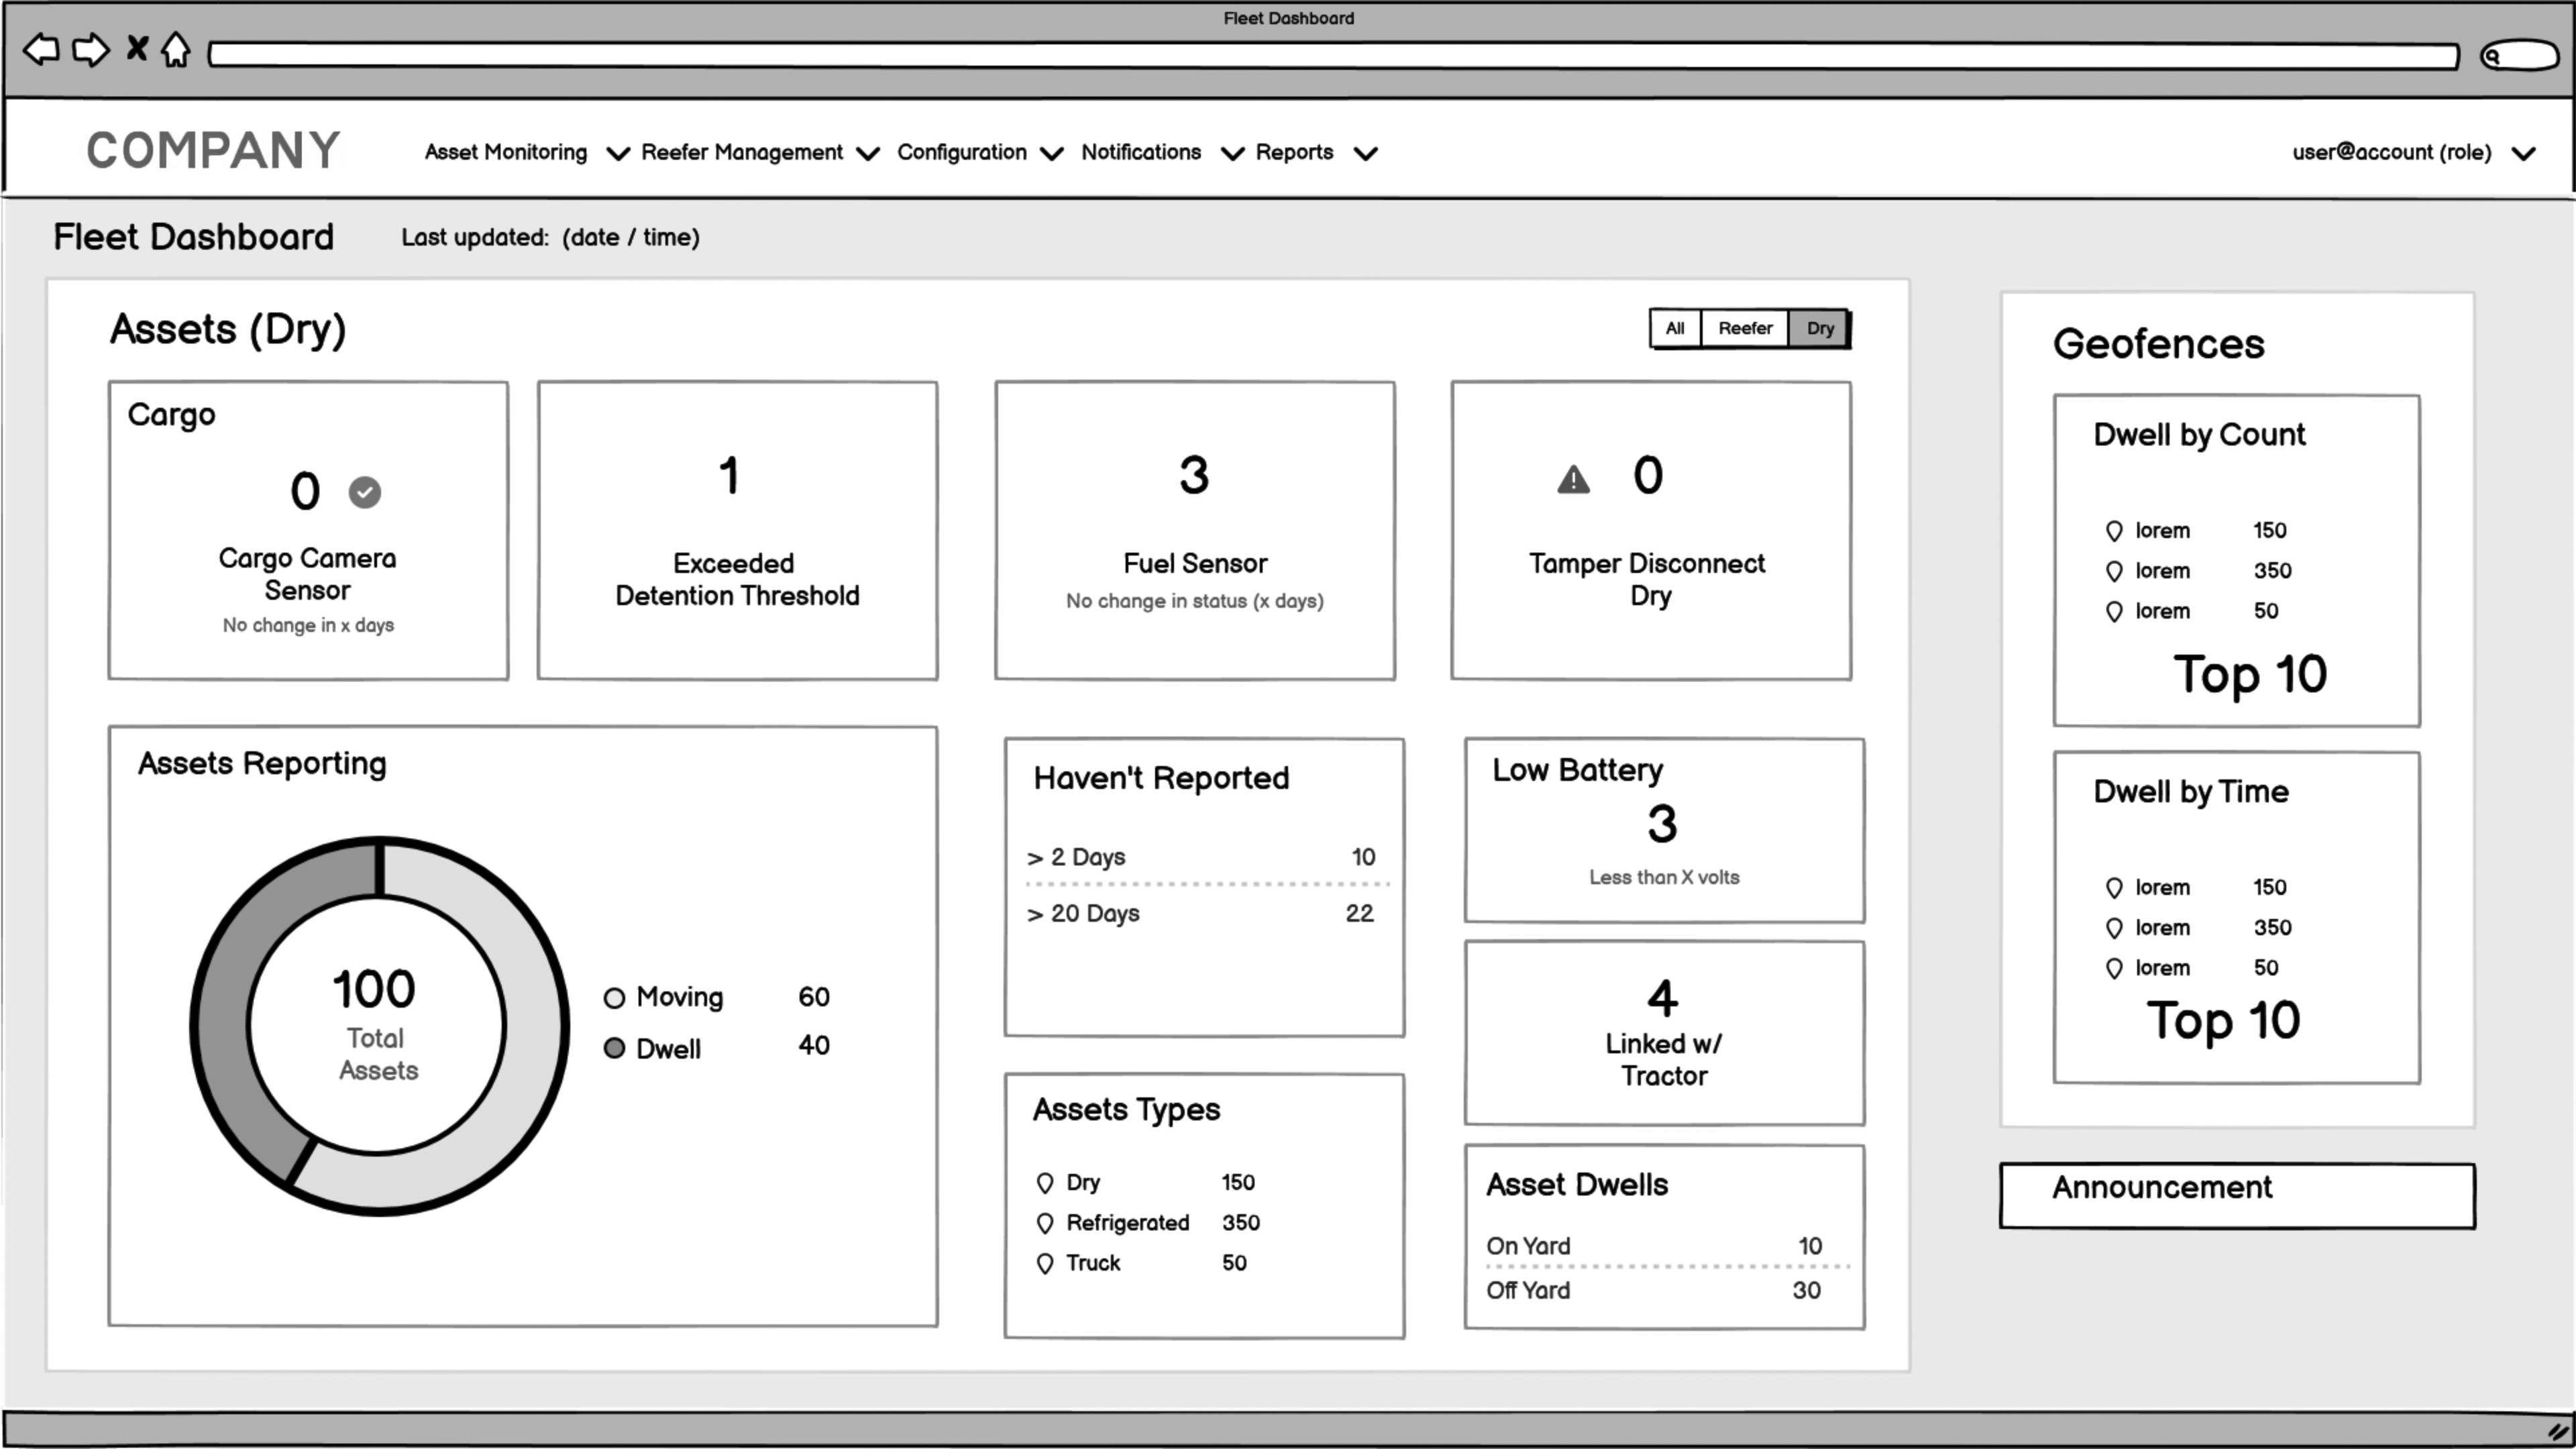 Fleet Dashboard
COMPANY
Asset Monitoring
Reefer Management
Configuration
Notifications
Reports
user@account (role)
Fleet Dashboard
Last updated: (date / time)
Assets (Dry)
All
Reefer
Dry
Cargo
0
Cargo Camera
Sensor
No change in x days
1
Exceeded
Detention Threshold
3
Fuel Sensor
No change in status (x days)
0
Tamper Disconnect
Dry
Assets Reporting
100
Total
Assets
Moving 60
Dwell 40
Haven't Reported
> 2 Days 10
> 20 Days 22
Assets Types
Dry 150
Refrigerated 350
Truck 50
Low Battery
3
Less than X volts
4
Linked w/
Tractor
Asset Dwells
On Yard 10
Off Yard 30
Geofences
Dwell by Count
lorem 150
lorem 350
lorem 50
Top 10
Dwell by Time
lorem 150
lorem 350
lorem 50
Top 10
Announcement